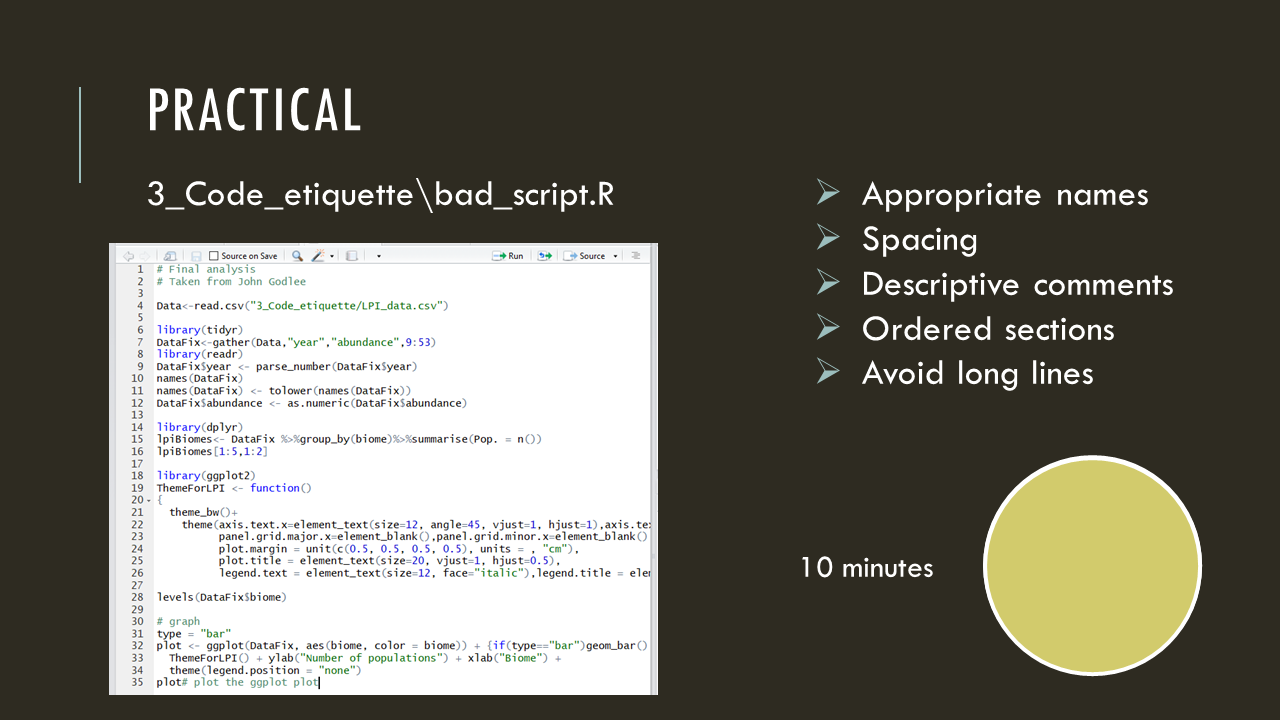 PRACTICAL
3_Code_etiquette\bad_script.R
Source on Save
Run
Source
1 # Final analysis
2 # Taken from John Godlee
3
4 Data<-read.csv("3_Code_etiquette/LPI_data.csv")
5
6 library(tidyr)
7 DataFix<-gather(Data,"year","abundance",9:53)
8 library(readr)
9 DataFix$year <- parse_number(DataFix$year)
10 names(DataFix)
11 names(DataFix) <- tolower(names(DataFix))
12 DataFix$abundance <- as.numeric(DataFix$abundance)
13
14 library(dplyr)
15 lpiBiomes<- DataFix %>%group_by(biome)%>%summarise(Pop. = n())
16 lpiBiomes[1:5,1:2]
17
18 library(ggplot2)
19 ThemeForLPI <- function()
20 {
21 theme_bw()+
22 theme(axis.text.x=element_text(size=12, angle=45, vjust=1, hjust=1),axis.te
23 panel.grid.major.x=element_blank(),panel.grid.minor.x=element_blank()
24 plot.margin = unit(c(0.5, 0.5, 0.5, 0.5), units = , "cm"),
25 plot.title = element_text(size=20, vjust=1, hjust=0.5),
26 legend.text = element_text(size=12, face="italic"),legend.title = ele
27
28 levels(DataFix$biome)
29
30 # graph
31 type = "bar"
32 plot <- ggplot(DataFix, aes(biome, color = biome)) + {if(type=="bar")geom_bar()
33 ThemeForLPI() + ylab("Number of populations") + xlab("Biome") +
34 theme(legend.position = "none")
35 plot# plot the ggplot plot
Appropriate names
Spacing
Descriptive comments
Ordered sections
Avoid long lines
10 minutes